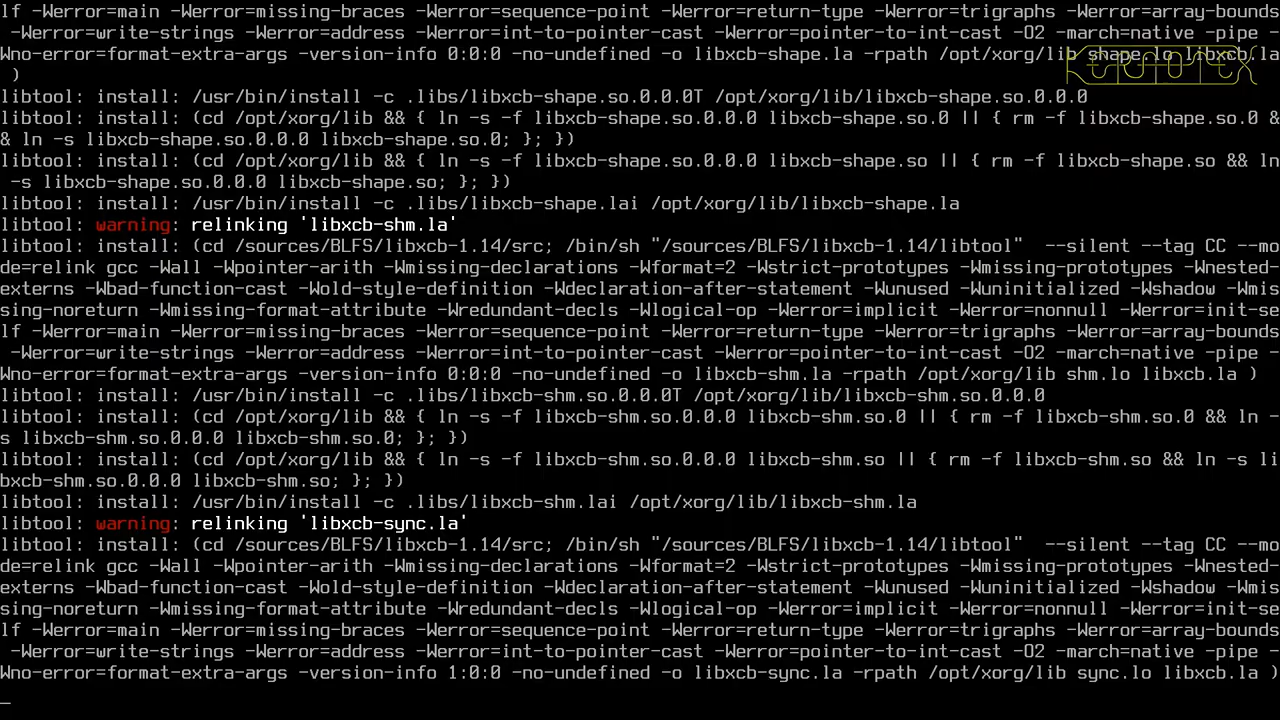 lf -Werror=main -Werror=missing-braces -Werror=sequence-point -Werror=return-type -Werror=trigraphs -Werror=array-bounds
 -Werror=write-strings -Werror=address -Werror=int-to-pointer-cast -Werror=pointer-to-int-cast -O2 -march=native -pipe -
Wno-error=format-extra-args -version-info 0:0:0 -no-undefined -o libxcb-shape.la -rpath /opt/xorg/lib shape.lo libxcb.la
 )
libtool: install: /usr/bin/install -c .libs/libxcb-shape.so.0.0.0T /opt/xorg/lib/libxcb-shape.so.0.0.0
libtool: install: (cd /opt/xorg/lib && { ln -s -f libxcb-shape.so.0.0.0 libxcb-shape.so.0 || { rm -f libxcb-shape.so.0 &
& ln -s libxcb-shape.so.0.0.0 libxcb-shape.so.0; }; })
libtool: install: (cd /opt/xorg/lib && { ln -s -f libxcb-shape.so.0.0.0 libxcb-shape.so || { rm -f libxcb-shape.so && ln
 -s libxcb-shape.so.0.0.0 libxcb-shape.so; }; })
libtool: install: /usr/bin/install -c .libs/libxcb-shape.lai /opt/xorg/lib/libxcb-shape.la
libtool: warning: relinking 'libxcb-shm.la'
libtool: install: (cd /sources/BLFS/libxcb-1.14/src; /bin/sh "/sources/BLFS/libxcb-1.14/libtool"  --silent --tag CC --mo
de=relink gcc -Wall -Wpointer-arith -Wmissing-declarations -Wformat=2 -Wstrict-prototypes -Wmissing-prototypes -Wnested-
externs -Wbad-function-cast -Wold-style-definition -Wdeclaration-after-statement -Wunused -Wuninitialized -Wshadow -Wmis
sing-noreturn -Wmissing-format-attribute -Wredundant-decls -Wlogical-op -Werror=implicit -Werror=nonnull -Werror=init-se
lf -Werror=main -Werror=missing-braces -Werror=sequence-point -Werror=return-type -Werror=trigraphs -Werror=array-bounds
 -Werror=write-strings -Werror=address -Werror=int-to-pointer-cast -Werror=pointer-to-int-cast -O2 -march=native -pipe -
Wno-error=format-extra-args -version-info 0:0:0 -no-undefined -o libxcb-shm.la -rpath /opt/xorg/lib shm.lo libxcb.la )
libtool: install: /usr/bin/install -c .libs/libxcb-shm.so.0.0.0T /opt/xorg/lib/libxcb-shm.so.0.0.0
libtool: install: (cd /opt/xorg/lib && { ln -s -f libxcb-shm.so.0.0.0 libxcb-shm.so.0 || { rm -f libxcb-shm.so.0 && ln -
s libxcb-shm.so.0.0.0 libxcb-shm.so.0; }; })
libtool: install: (cd /opt/xorg/lib && { ln -s -f libxcb-shm.so.0.0.0 libxcb-shm.so || { rm -f libxcb-shm.so && ln -s li
bxcb-shm.so.0.0.0 libxcb-shm.so; }; })
libtool: install: /usr/bin/install -c .libs/libxcb-shm.lai /opt/xorg/lib/libxcb-shm.la
libtool: warning: relinking 'libxcb-sync.la'
libtool: install: (cd /sources/BLFS/libxcb-1.14/src; /bin/sh "/sources/BLFS/libxcb-1.14/libtool"  --silent --tag CC --mo
de=relink gcc -Wall -Wpointer-arith -Wmissing-declarations -Wformat=2 -Wstrict-prototypes -Wmissing-prototypes -Wnested-
externs -Wbad-function-cast -Wold-style-definition -Wdeclaration-after-statement -Wunused -Wuninitialized -Wshadow -Wmis
sing-noreturn -Wmissing-format-attribute -Wredundant-decls -Wlogical-op -Werror=implicit -Werror=nonnull -Werror=init-se
lf -Werror=main -Werror=missing-braces -Werror=sequence-point -Werror=return-type -Werror=trigraphs -Werror=array-bounds
 -Werror=write-strings -Werror=address -Werror=int-to-pointer-cast -Werror=pointer-to-int-cast -O2 -march=native -pipe -
Wno-error=format-extra-args -version-info 1:0:0 -no-undefined -o libxcb-sync.la -rpath /opt/xorg/lib sync.lo libxcb.la )